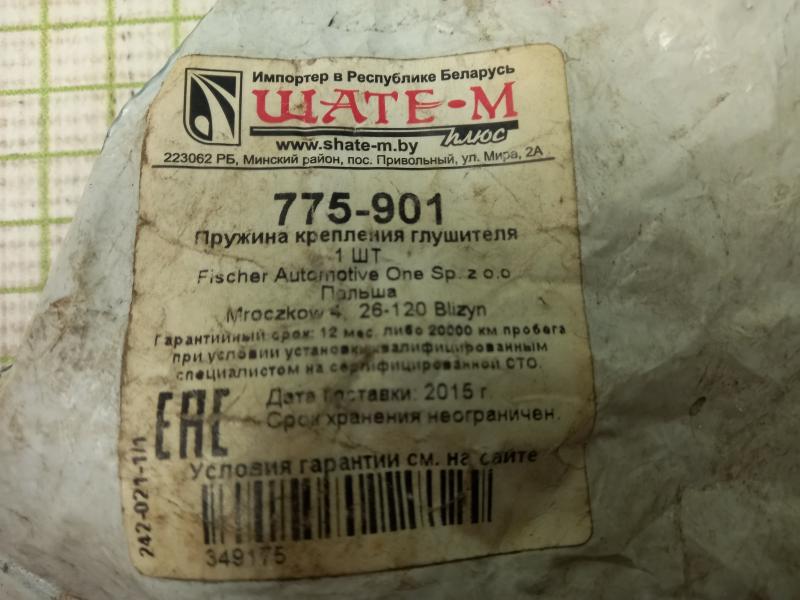 Импортер в Республике Беларусь
ШАТЕ-М
плюс
www.shate-m.by
223062 РБ, Минский район, пос. Привольный, ул. Мира, 2А
775-901
Пружина крепления глушителя
1 ШТ
Fischer Automotive One Sp. z o.o
Польша
Mroczkow 4, 26-120 Blizyn
Гарантийный срок: 12 мес. либо 20000 км пробега
при условии установки квалифицированным
специалистом на сертифицированной СТО.
EAC
Дата поставки: 2015 г.
Срок хранения неограничен.
Условия гарантии см. на сайте
242-021-1/1
349175